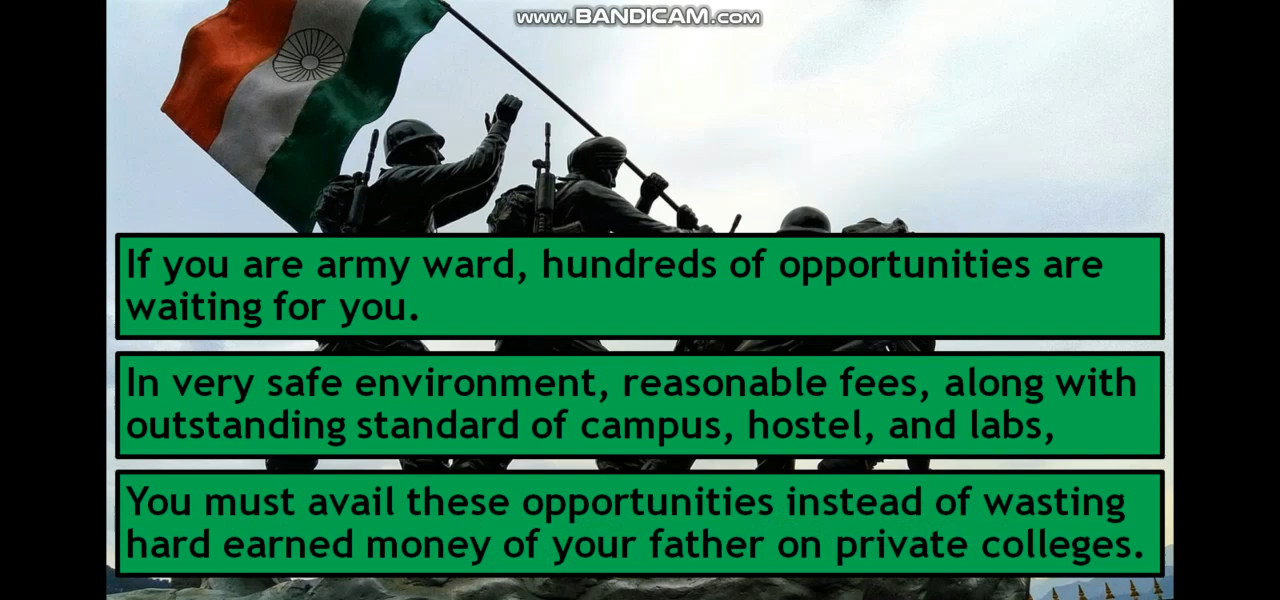 www.BANDICAM.com
If you are army ward, hundreds of opportunities are
waiting for you.
In very safe environment, reasonable fees, along with
outstanding standard of campus, hostel, and labs,
You must avail these opportunities instead of wasting
hard earned money of your father on private colleges.